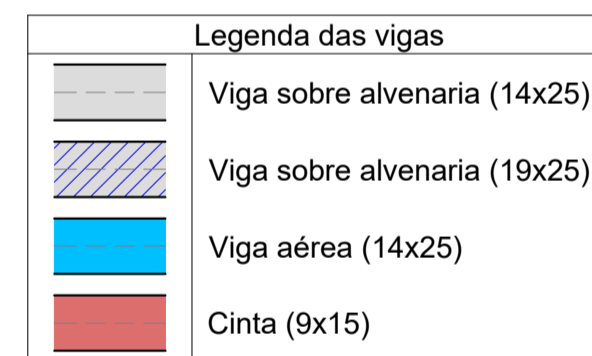 Legenda das vigas
Viga sobre alvenaria (14x25)
Viga sobre alvenaria (19x25)
Viga aérea (14x25)
Cinta (9x15)